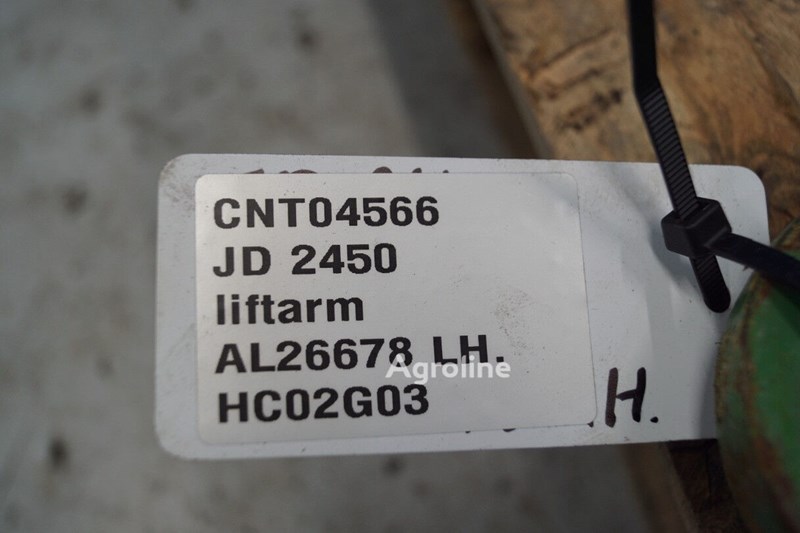 CNT04566
JD 2450
liftarm
AL26678 LH.
Agroline
HC02G03
H.